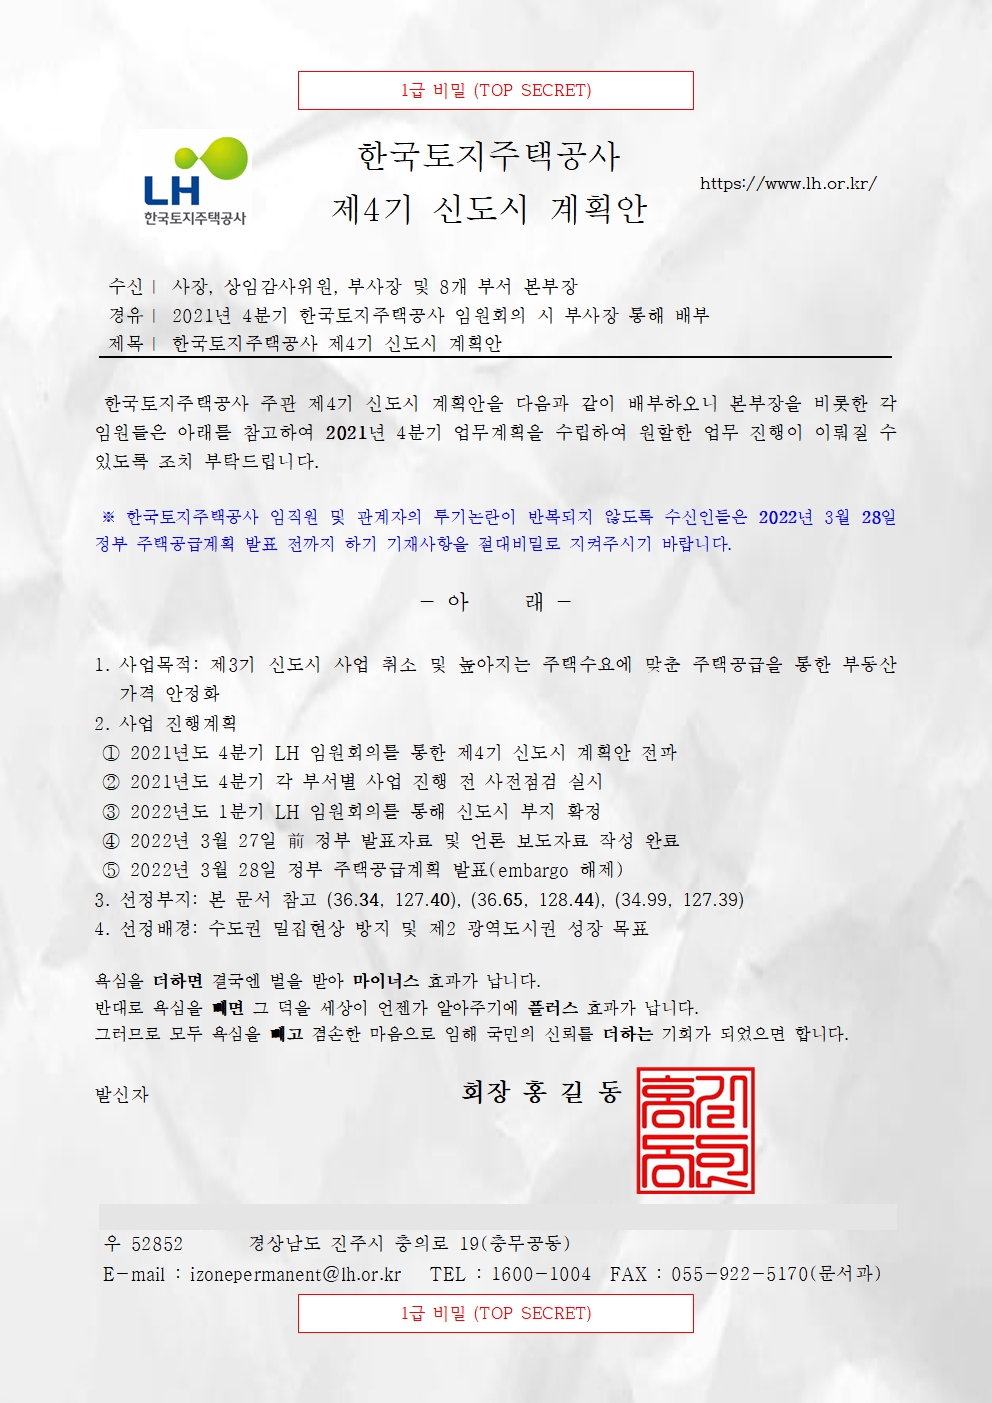 1급 비밀 (TOP SECRET)
LH
한국토지주택공사
한국토지주택공사
제4기 신도시 계획안
https://www.lh.or.kr/
수신 | 사장, 상임감사위원, 부사장 및 8개 부서 본부장
경유 | 2021년 4분기 한국토지주택공사 임원회의 시 부사장 통해 배부
제목 | 한국토지주택공사 제4기 신도시 계획안
한국토지주택공사 주관 제4기 신도시 계획안을 다음과 같이 배부하오니 본부장을 비롯한 각
임원들은 아래를 참고하여 2021년 4분기 업무계획을 수립하여 원할한 업무 진행이 이뤄질 수
있도록 조치 부탁드립니다.
※ 한국토지주택공사 임직원 및 관계자의 투기논란이 반복되지 않도록 수신인들은 2022년 3월 28일
정부 주택공급계획 발표 전까지 하기 기재사항을 절대비밀로 지켜주시기 바랍니다.
- 아 래 -
1. 사업목적: 제3기 신도시 사업 취소 및 높아지는 주택수요에 맞춘 주택공급을 통한 부동산
가격 안정화
2. 사업 진행계획
① 2021년도 4분기 LH 임원회의를 통한 제4기 신도시 계획안 전파
② 2021년도 4분기 각 부서별 사업 진행 전 사전점검 실시
③ 2022년도 1분기 LH 임원회의를 통해 신도시 부지 확정
④ 2022년 3월 27일 前 정부 발표자료 및 언론 보도자료 작성 완료
⑤ 2022년 3월 28일 정부 주택공급계획 발표(embargo 해제)
3. 선정부지: 본 문서 참고 (36.34, 127.40), (36.65, 128.44), (34.99, 127.39)
4. 선정배경: 수도권 밀집현상 방지 및 제2 광역도시권 성장 목표
욕심을 더하면 결국엔 벌을 받아 마이너스 효과가 납니다.
반대로 욕심을 빼면 그 덕을 세상이 언젠가 알아주기에 플러스 효과가 납니다.
그러므로 모두 욕심을 빼고 겸손한 마음으로 임해 국민의 신뢰를 더하는 기회가 되었으면 합니다.
발신자 회장 홍 길 동
홍길동인
우 52852 경상남도 진주시 충의로 19(충무공동)
E-mail : izonepermanent@lh.or.kr TEL : 1600-1004 FAX : 055-922-5170(문서과)
1급 비밀 (TOP SECRET)